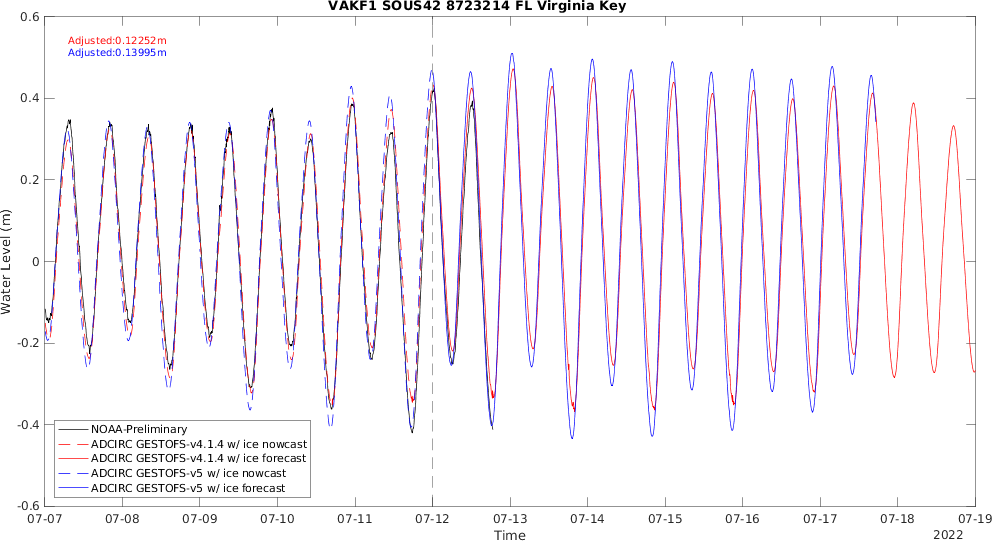 VAKF1 SOUS42 8723214 FL Virginia Key
Adjusted:0.12252m
Adjusted:0.13995m
Water Level (m)
0.6
0.4
0.2
0
-0.2
-0.4
-0.6
NOAA-Preliminary
ADCIRC GESTOFS-v4.1.4 w/ ice nowcast
ADCIRC GESTOFS-v4.1.4 w/ ice forecast
ADCIRC GESTOFS-v5 w/ ice nowcast
ADCIRC GESTOFS-v5 w/ ice forecast
07-07 07-08 07-09 07-10 07-11 07-12 07-13 07-14 07-15 07-16 07-17 07-18 07-19
Time
2022